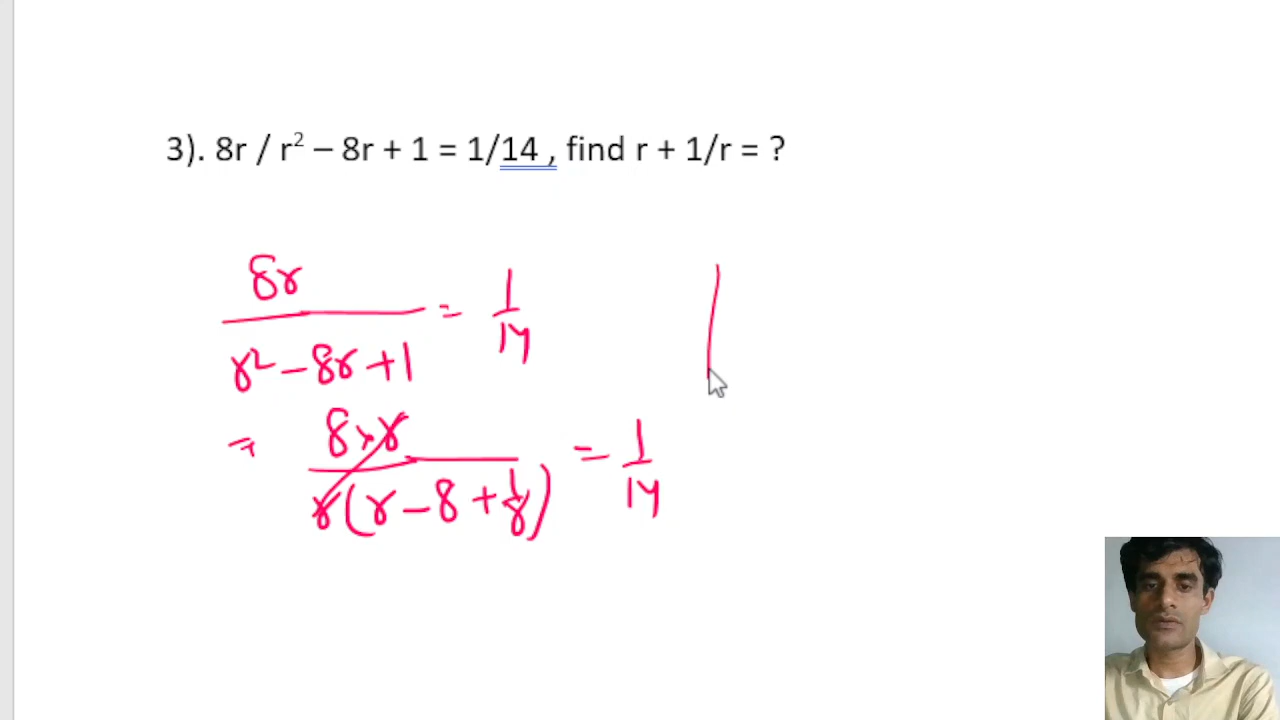 3). 8r / r² – 8r + 1 = 1/14 , find r + 1/r = ?
8r
——— = 1/14
r² – 8r + 1
= 8 × r
——— = 1/14
r(r – 8 + 1/r)